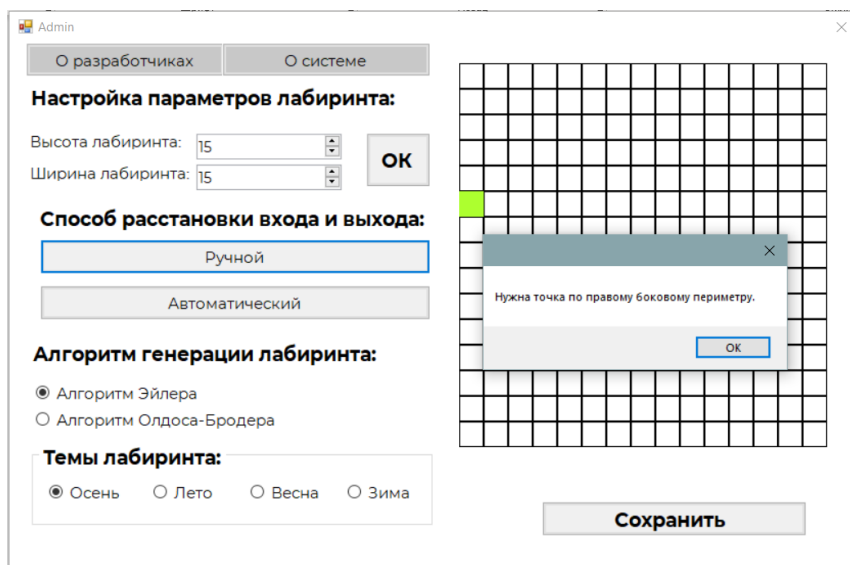 Admin
О разработчиках О системе
Настройка параметров лабиринта:
Высота лабиринта: 15
Ширина лабиринта: 15
ОК
Способ расстановки входа и выхода:
Ручной
Автоматический
Алгоритм генерации лабиринта:
Алгоритм Эйлера
Алгоритм Олдоса-Бродера
Темы лабиринта:
Осень Лето Весна Зима
Нужна точка по правому боковому периметру.
ОК
Сохранить